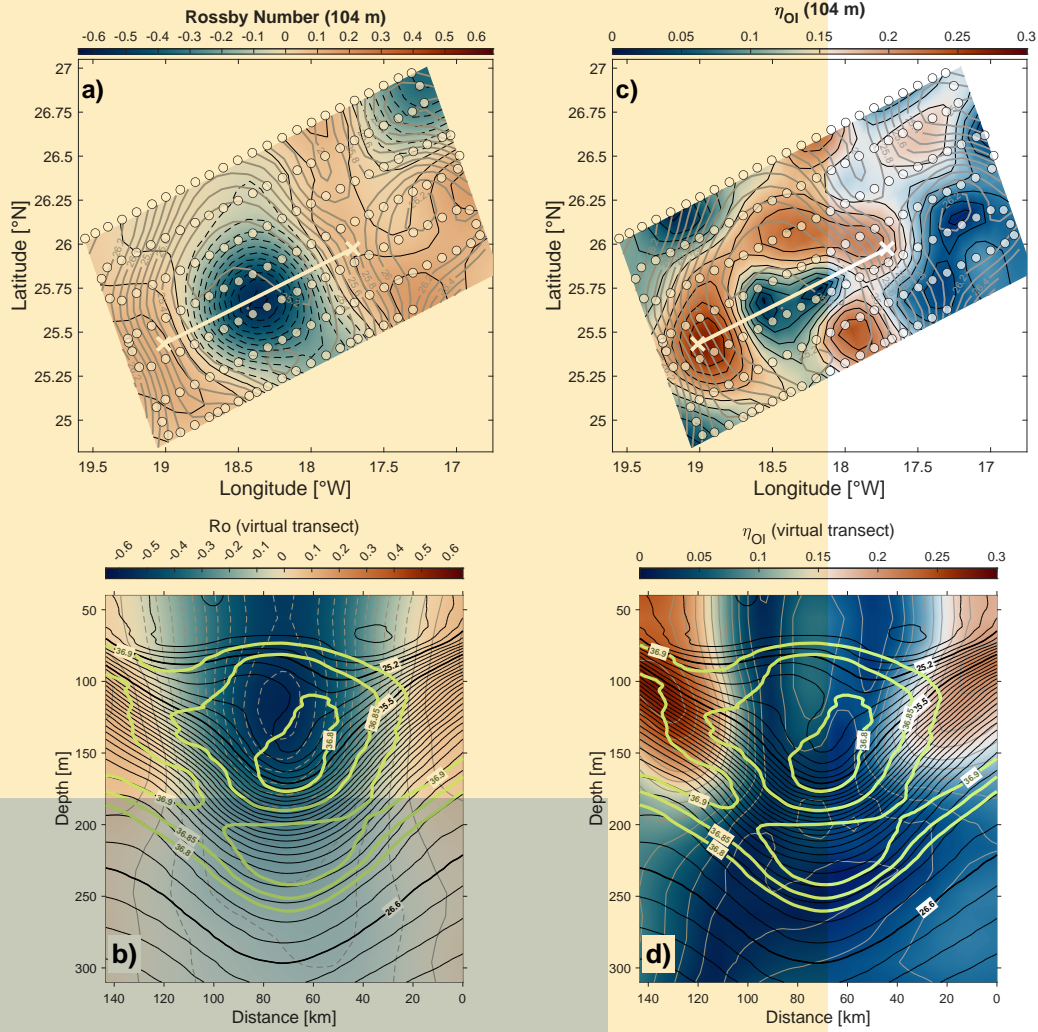 Rossby Number (104 m)
-0.6 -0.5 -0.4 -0.3 -0.2 -0.1 0 0.1 0.2 0.3 0.4 0.5 0.6
a)
27
26.75
26.5
26.25
26
25.75
25.5
25.25
25
Latitude [°N]
19.5 19 18.5 18 17.5 17
Longitude [°W]
η_OI (104 m)
0 0.05 0.1 0.15 0.2 0.25 0.3
c)
27
26.75
26.5
26.25
26
25.75
25.5
25.25
25
Latitude [°N]
19.5 19 18.5 18 17.5 17
Longitude [°W]
Ro (virtual transect)
-0.6 -0.5 -0.4 -0.3 -0.2 -0.1 0 0.1 0.2 0.3 0.4 0.5 0.6
50
100
150
200
250
300
Depth [m]
36.9
25.2
25.5
36.85
36.8
36.9
36.9
36.85
36.8
26.6
b)
140 120 100 80 60 40 20 0
Distance [km]
η_OI (virtual transect)
0 0.05 0.1 0.15 0.2 0.25 0.3
50
100
150
200
250
300
Depth [m]
36.9
25.2
25.5
36.85
36.8
36.9
36.9
36.85
36.8
26.6
d)
140 120 100 80 60 40 20 0
Distance [km]